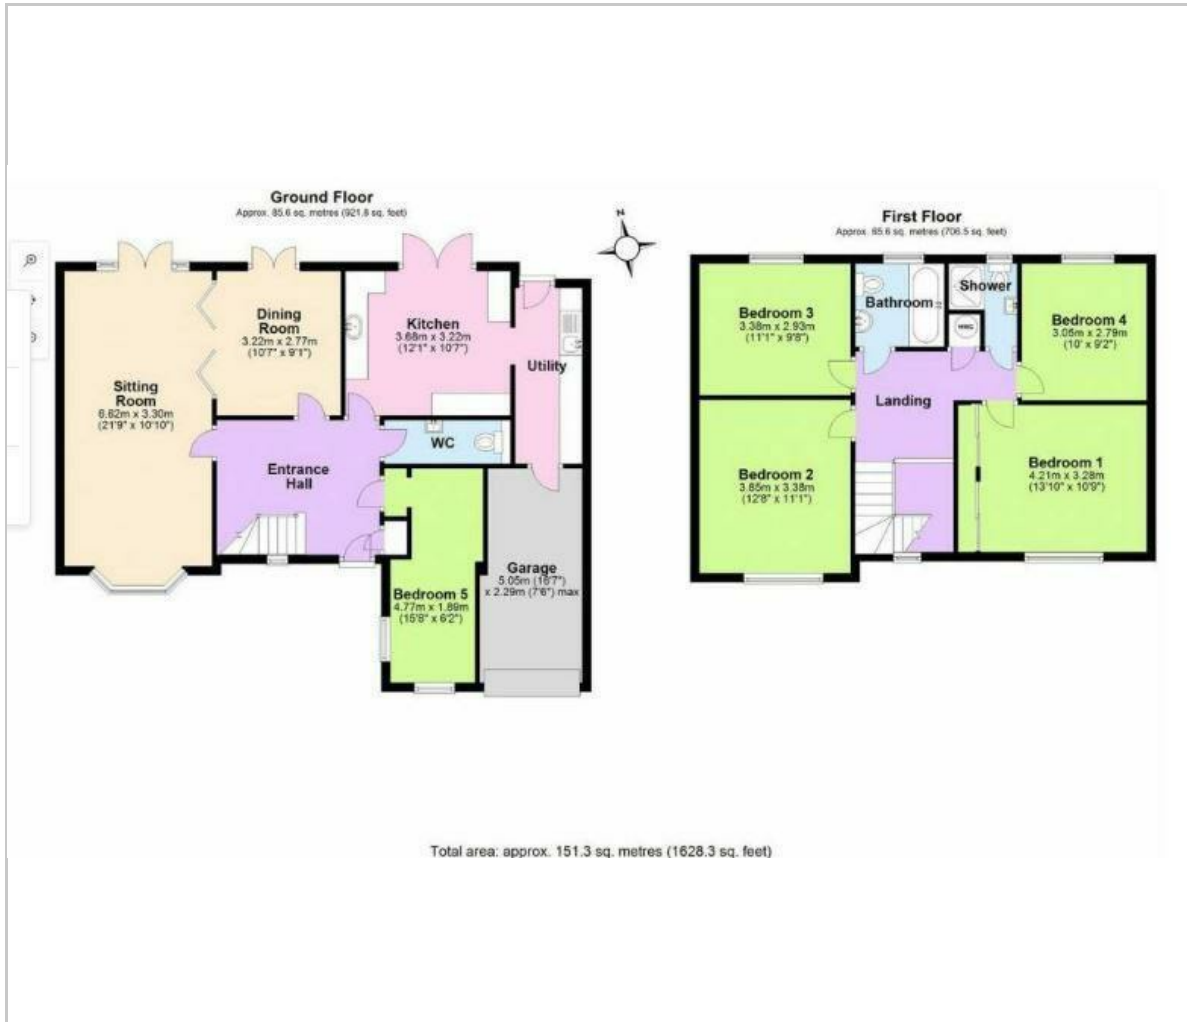 Ground Floor
Approx. 85.6 sq. metres (921.8 sq. feet)
N
Sitting
Room
6.62m x 3.30m
(21'9" x 10'10")
Dining
Room
3.22m x 2.77m
(10'7" x 9'1")
Kitchen
3.68m x 3.22m
(12'1" x 10'7")
Utility
WC
Entrance
Hall
Bedroom 5
4.77m x 1.89m
(15'8" x 6'2")
Garage
5.05m (16'7")
x 2.29m (7'6") max
First Floor
Approx. 65.6 sq. metres (706.5 sq. feet)
Bedroom 3
3.38m x 2.93m
(11'1" x 9'8")
Bathroom
Shower
HWC
Bedroom 4
3.05m x 2.79m
(10' x 9'2")
Landing
Bedroom 2
3.85m x 3.38m
(12'8" x 11'1")
Bedroom 1
4.21m x 3.28m
(13'10" x 10'9")
Total area: approx. 151.3 sq. metres (1628.3 sq. feet)